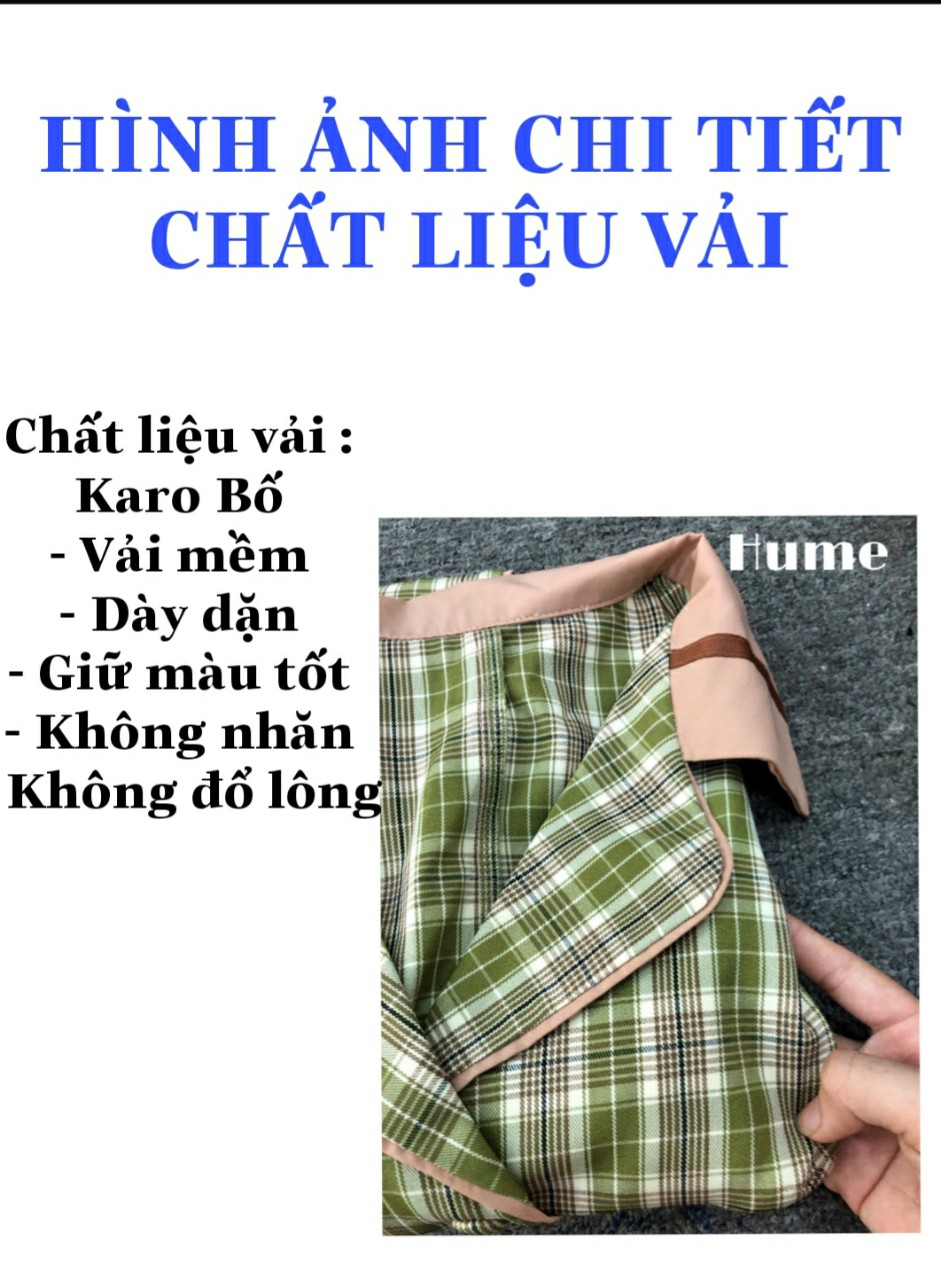 HÌNH ẢNH CHI TIẾT
CHẤT LIỆU VẢI
Chất liệu vải :
Karo Bố
- Vải mềm
- Dày dặn
- Giữ màu tốt
- Không nhăn
Không đổ lông
Hume